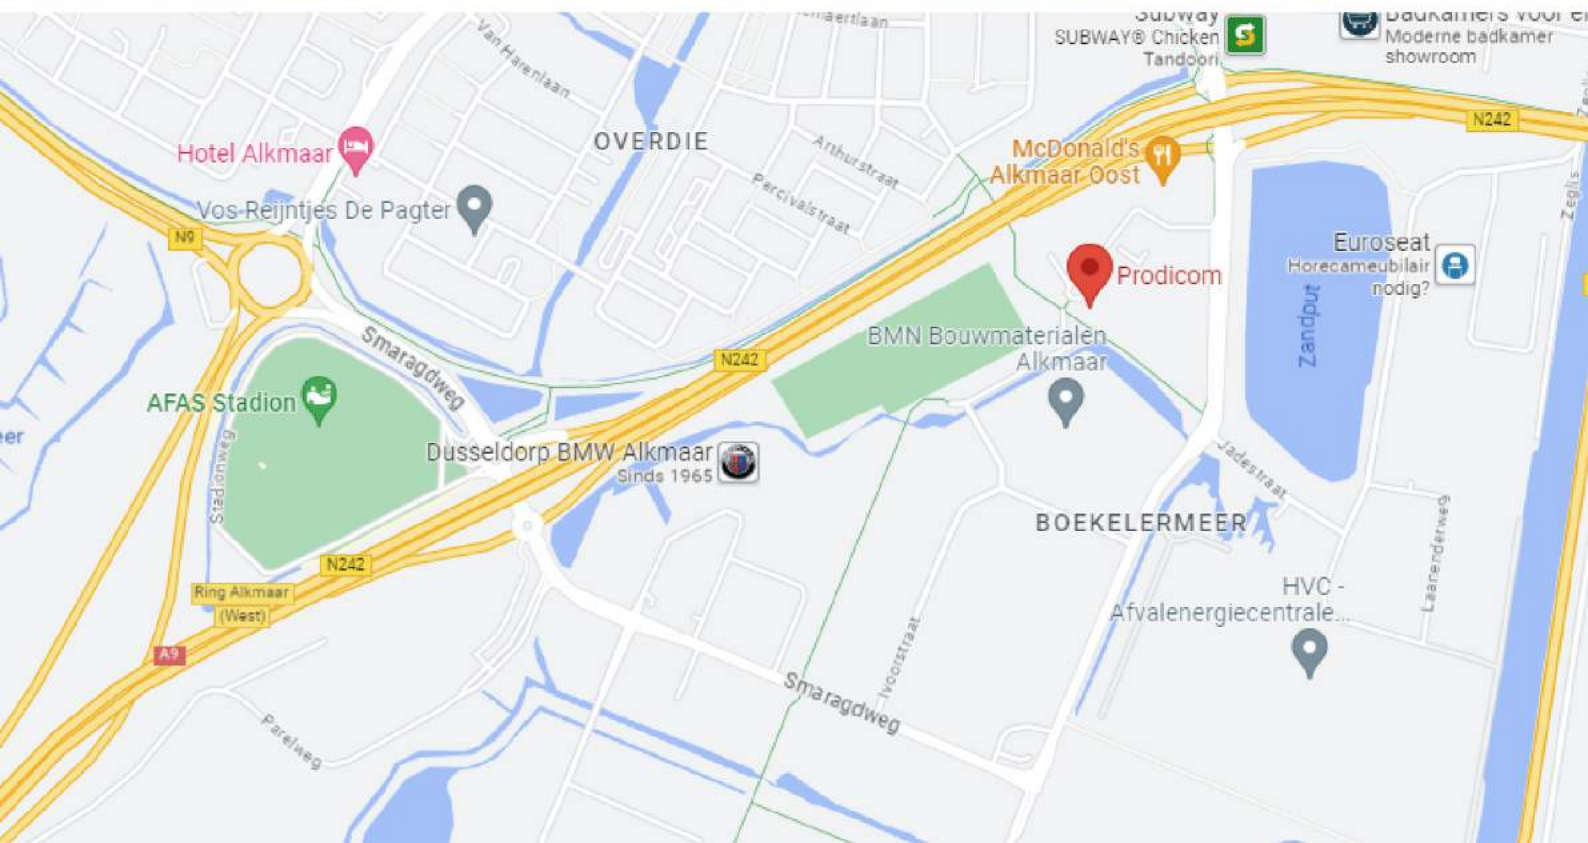 Subway
SUBWAY® Chicken
Tandoori
Moderne badkamer
showroom
Van Harenlaan
OVERDIE
N242
Hotel Alkmaar
McDonald's
Alkmaar Oost
Arthurstraat
Percivalstraat
Vos Reijntjes De Pagter
N9
Zeglis
Euroseat
Horecameubilair
nodig?
Prodicom
Zandput
Smaragdweg
BMN Bouwmaterialen
Alkmaar
N242
AFAS Stadion
Stadionweg
Dusseldorp BMW Alkmaar
Sinds 1965
Jadestraat
BOEKELERMEER
Laanenderweg
N242
Ring Alkmaar
(West)
HVC -
Afvalenergiecentrale...
A9
Ivoorstraat
Smaragdweg
Parelweg